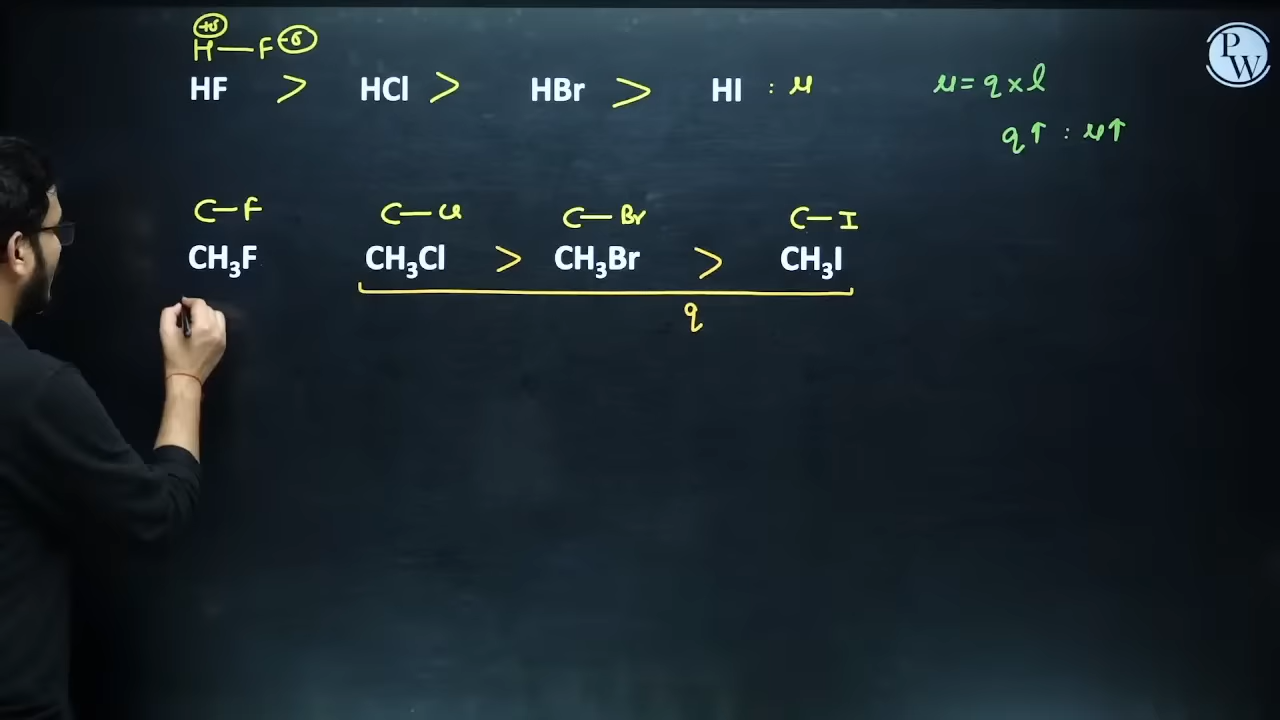 +δ
H—F -δ
HF > HCl > HBr > HI : μ
μ = q × l
q↑ : μ↑
C—F C—Cl C—Br C—I
CH₃F CH₃Cl > CH₃Br > CH₃I
q
PW